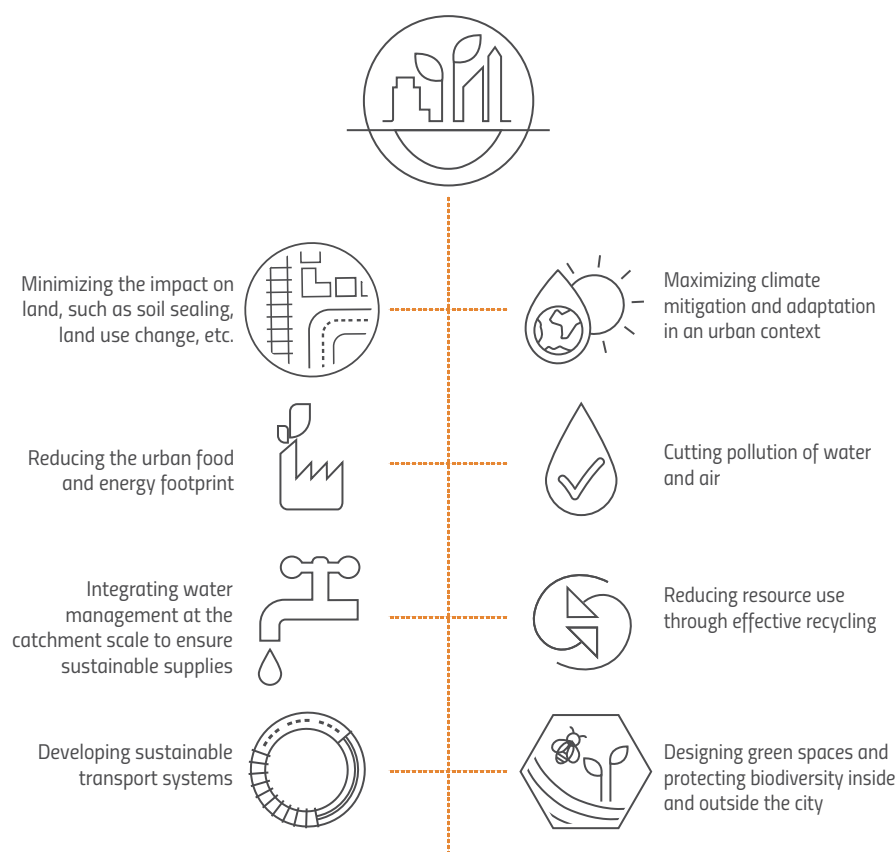 Minimizing the impact on
land, such as soil sealing,
land use change, etc.
Maximizing climate
mitigation and adaptation
in an urban context
Reducing the urban food
and energy footprint
Cutting pollution of water
and air
Integrating water
management at the
catchment scale to ensure
sustainable supplies
Reducing resource use
through effective recycling
Developing sustainable
transport systems
Designing green spaces and
protecting biodiversity inside
and outside the city